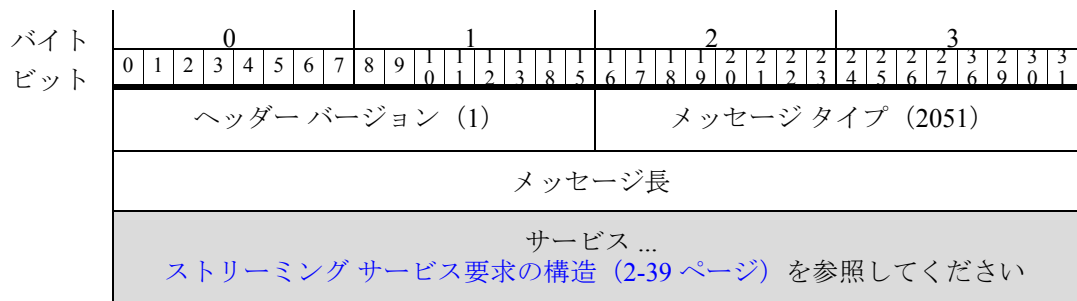 バイト 0 1 2 3
ビット 0 1 2 3 4 5 6 7 8 9 10 11 12 13 18 15 16 17 18 19 20 21 22 23 24 25 26 27 36 29 30 31
ヘッダー バージョン（1） メッセージ タイプ（2051）
メッセージ長
サービス ...
ストリーミング サービス要求の構造（2-39 ページ）を参照してください